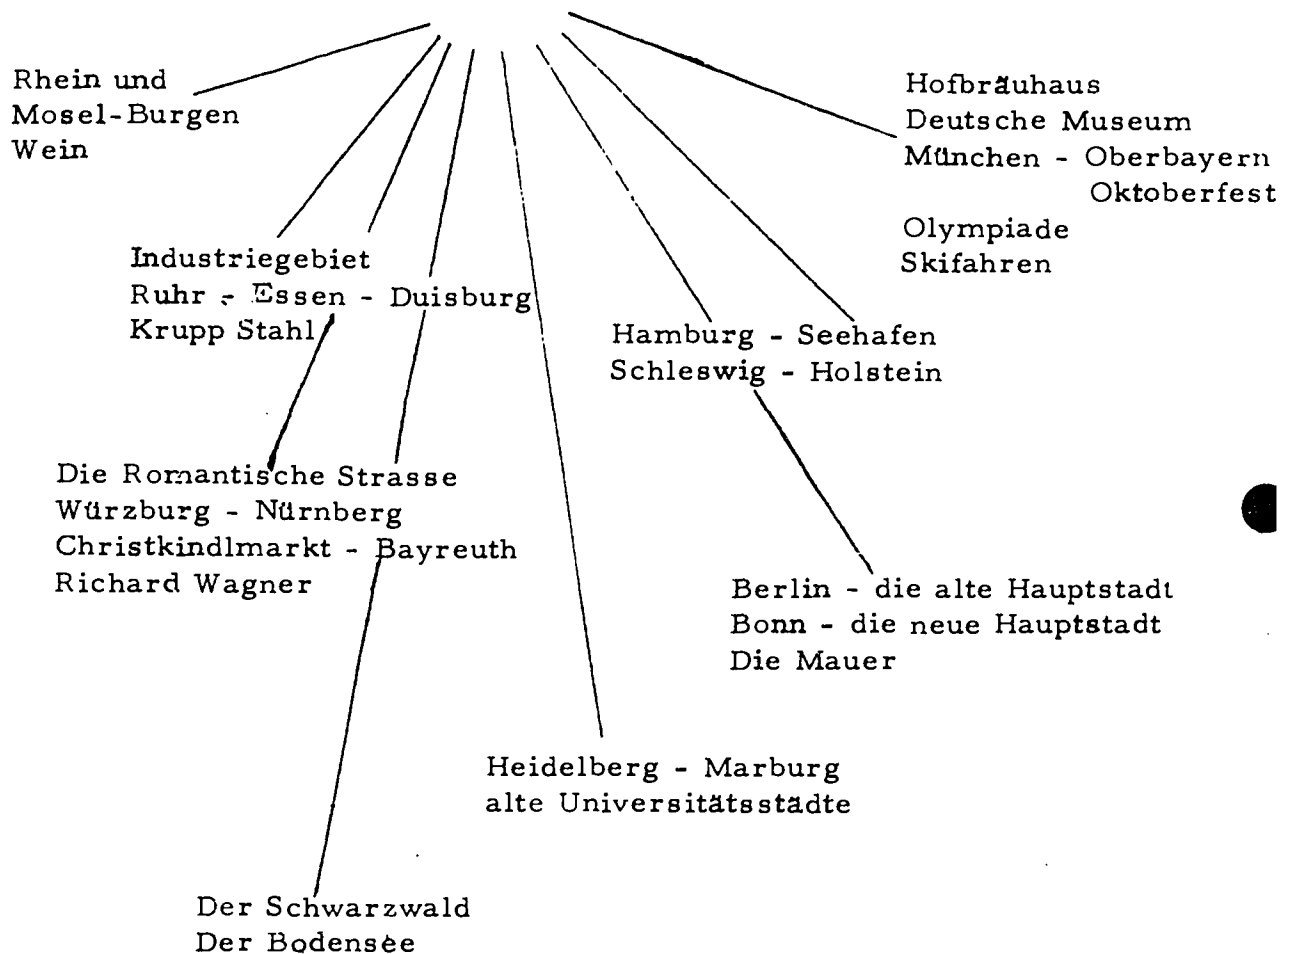 Rhein und
Mosel-Burgen
Wein
Hofbräuhaus
Deutsche Museum
München - Oberbayern
Oktoberfest
Olympiade
Skifahren
Industriegebiet
Ruhr - Essen - Duisburg
Krupp Stahl
Hamburg - Seehafen
Schleswig - Holstein
Die Romantische Strasse
Würzburg - Nürnberg
Christkindlmarkt - Bayreuth
Richard Wagner
Berlin - die alte Hauptstadt
Bonn - die neue Hauptstadt
Die Mauer
Heidelberg - Marburg
alte Universitätsstädte
Der Schwarzwald
Der Bodensee